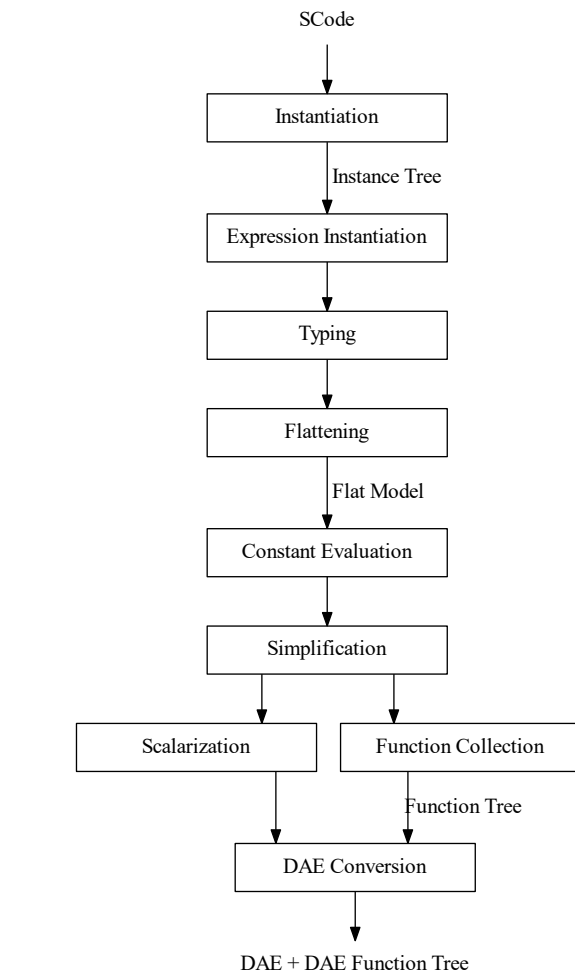 SCode
Instantiation
Instance Tree
Expression Instantiation
Typing
Flattening
Flat Model
Constant Evaluation
Simplification
Scalarization
Function Collection
Function Tree
DAE Conversion
DAE + DAE Function Tree